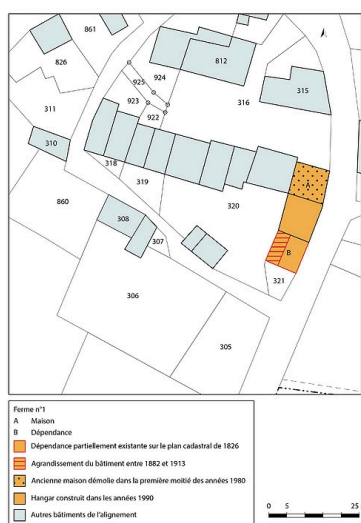 861
826
925
924
923
922
812
315
316
311
310
318
319
320
860
308
307
A
B
321
306
305
Ferme n°1
A Maison
B Dépendance
Dépendance partiellement existante sur le plan cadastral de 1826
Agrandissement du bâtiment entre 1882 et 1913
Ancienne maison démolie dans la première moitié des années 1980
Hangar construit dans les années 1990
Autres bâtiments de l'alignement
0 5 25